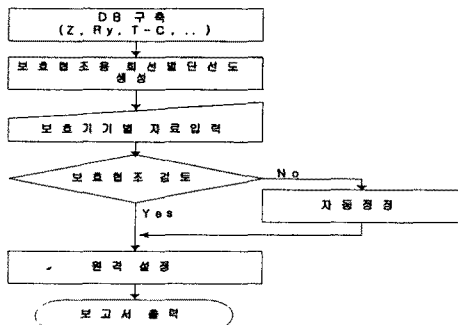 DB 구축
(Z, Ry, T-C, ..)
보호협조용 회선별단선도
생성
보호기기별 자료입력
보호협조 검토
No
Yes
자동정정
원격 설정
보고서 출력